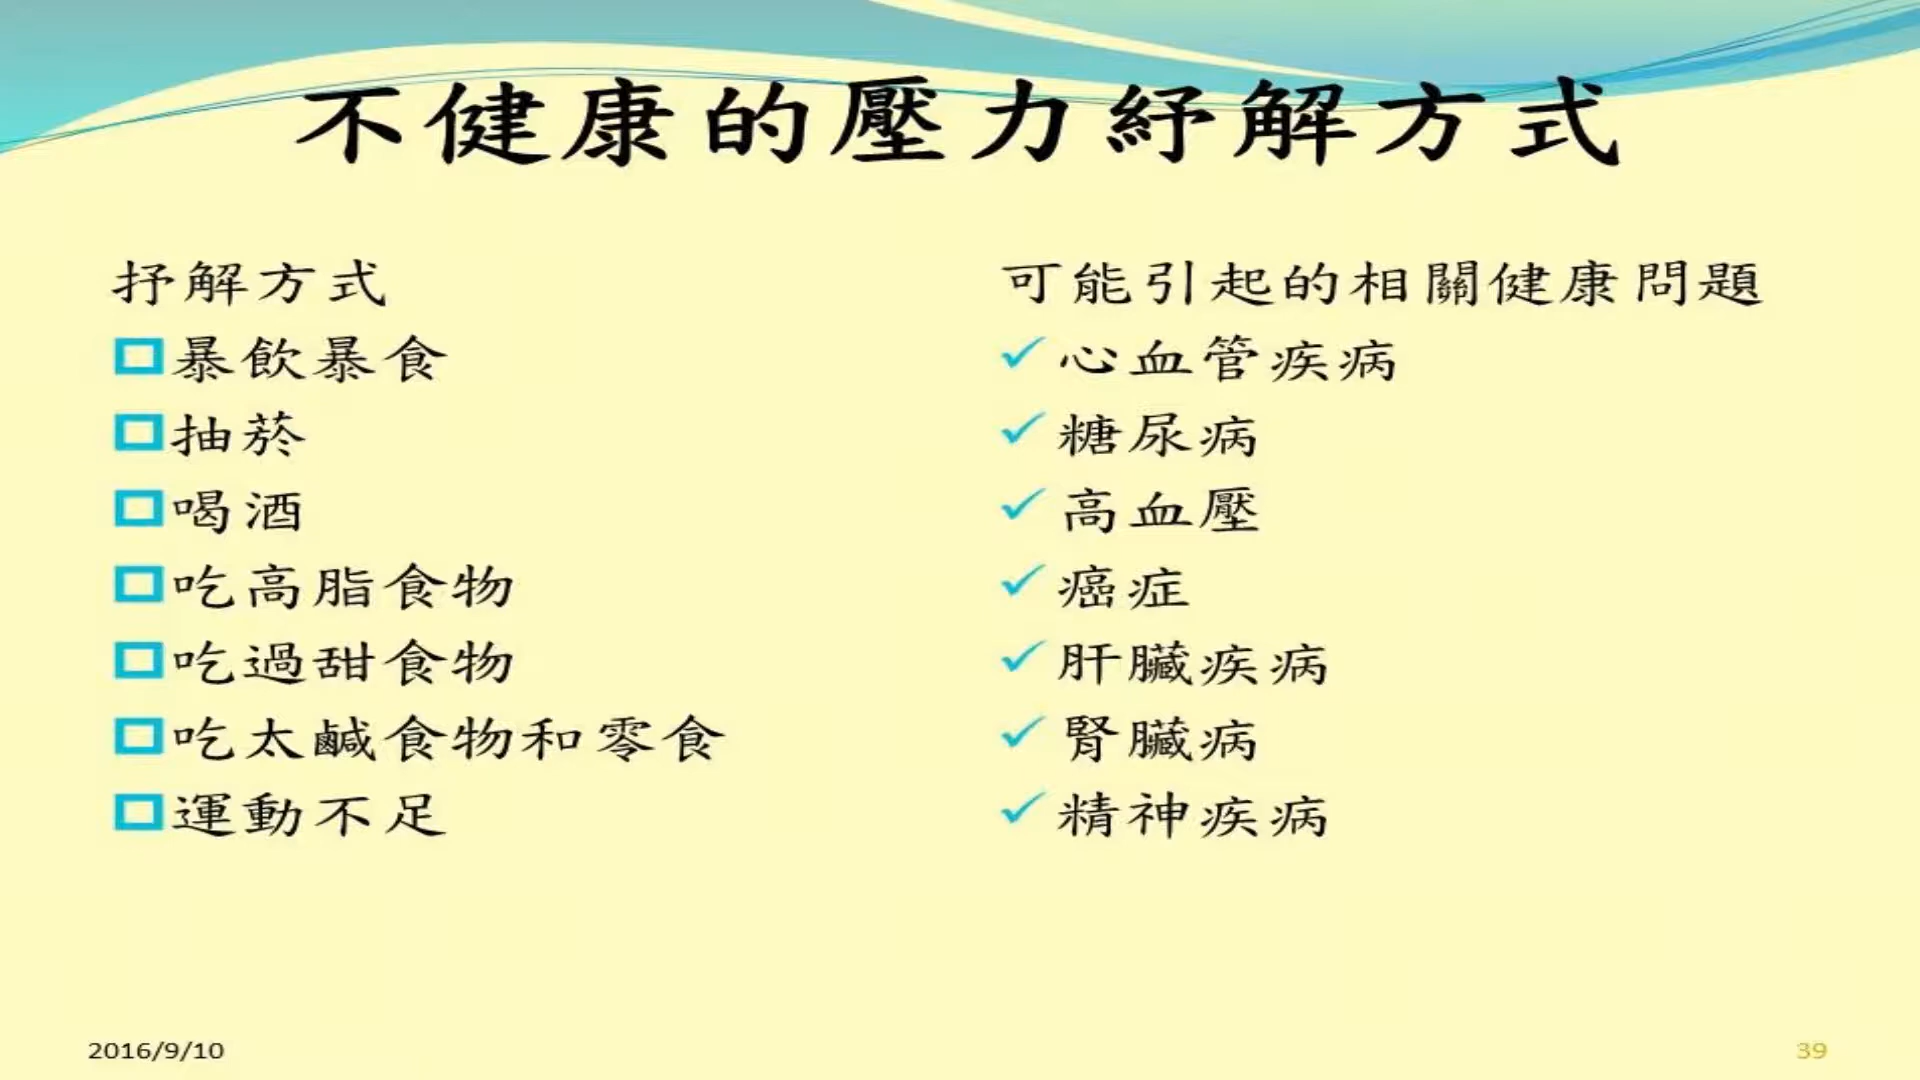 不健康的壓力紓解方式
抒解方式
暴飲暴食
抽菸
喝酒
吃高脂食物
吃過甜食物
吃太鹹食物和零食
運動不足
可能引起的相關健康問題
心血管疾病
糖尿病
高血壓
癌症
肝臟疾病
腎臟病
精神疾病
2016/9/10
39